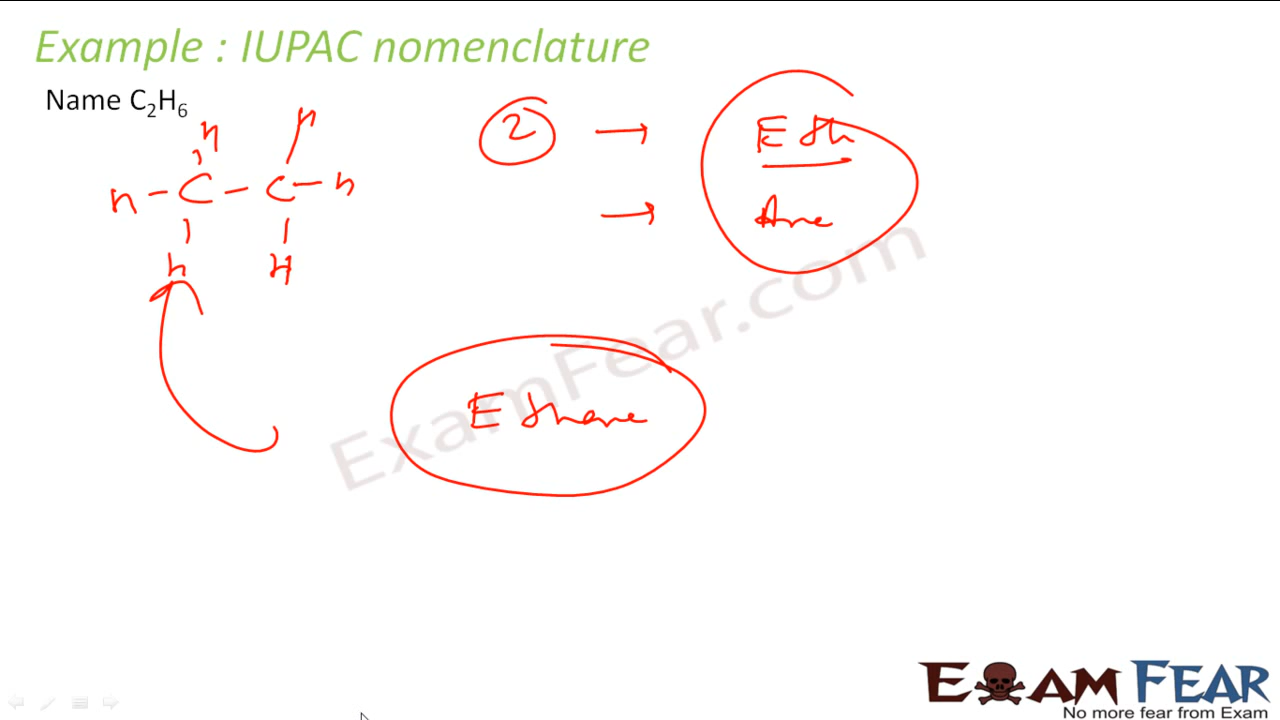 Example : IUPAC nomenclature
Name C₂H₆
H H
H - C - C - H
H H
2 → Eth
→ Ane
Ethane
ExamFear.com
EXAM FEAR
No more fear from Exam